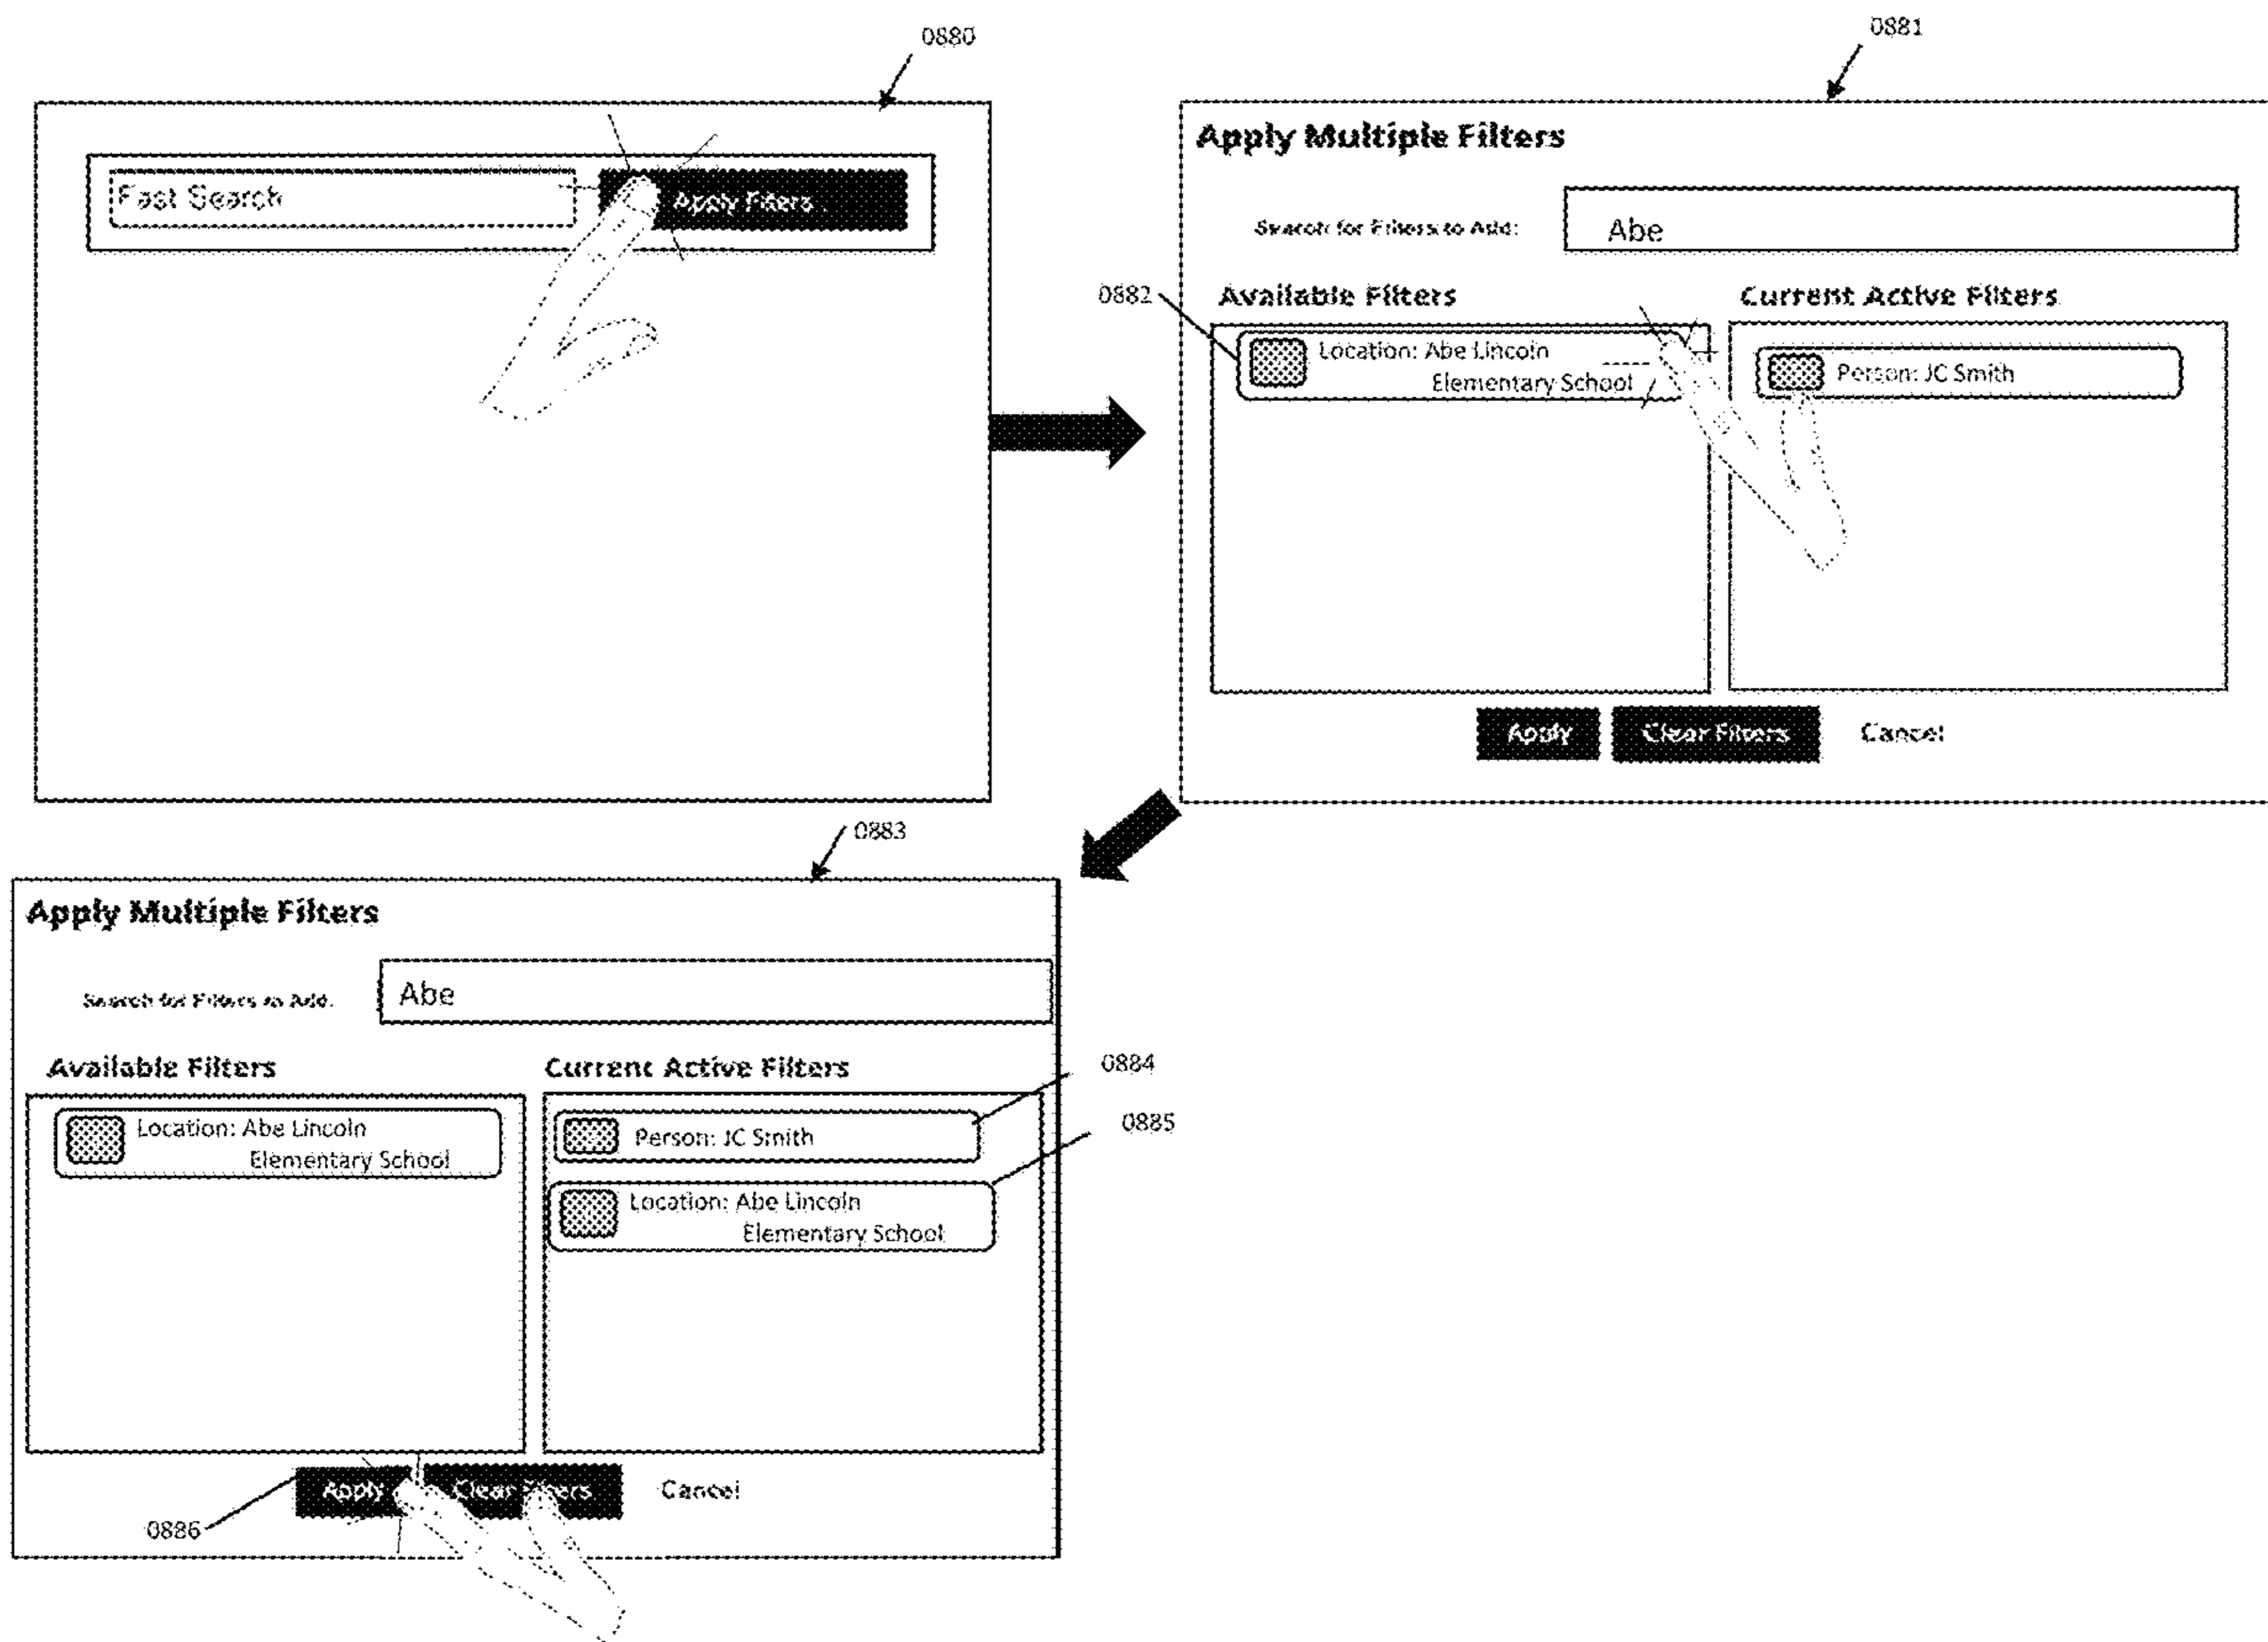 0880
Fast Search
Apply Filters
0881
Apply Multiple Filters
Search for Filters to Add:
Abe
0882
Available Filters
Current Active Filters
Location: Abe Lincoln
Elementary School
Person: JC Smith
Apply
Clear Filters
Cancel
0883
Apply Multiple Filters
Search for Filters to Add:
Abe
Available Filters
Current Active Filters
0884
0885
Location: Abe Lincoln
Elementary School
Person: JC Smith
Location: Abe Lincoln
Elementary School
Apply
Clear Filters
Cancel
0886